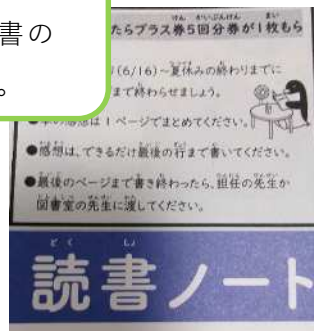 書の
。
たらプラス券5回分券が1枚もら
(6/16)～夏休みの終わりまでに
まで終わらせましょう。
感想は1ページでまとめてください。
●感想は、できるだけ最後の行まで書いてください。
●最後のページまで書き終わったら、担任の先生か
図書室の先生に渡してください。
読書ノート